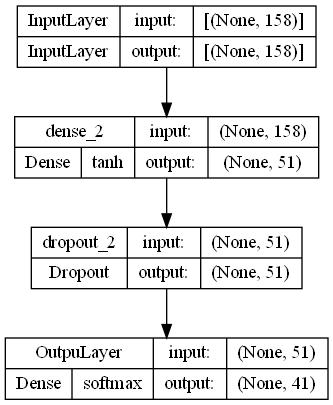 InputLayer input: [(None, 158)]
InputLayer output: [(None, 158)]
dense_2 input: (None, 158)
Dense tanh output: (None, 51)
dropout_2 input: (None, 51)
Dropout output: (None, 51)
OutpuLayer input: (None, 51)
Dense softmax output: (None, 41)